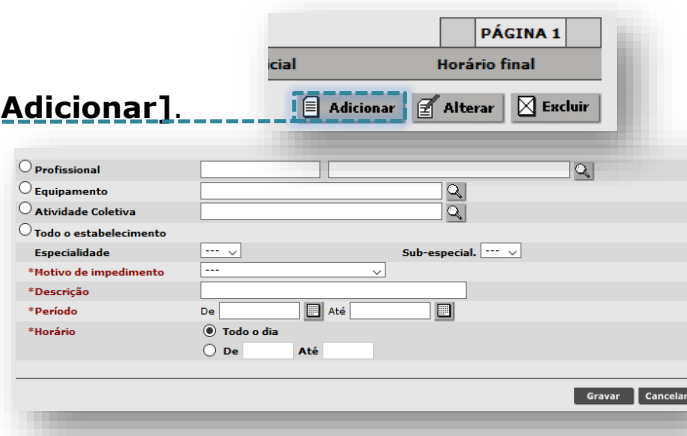 PÁGINA 1
icial Horário final
Adicionar].
Adicionar Alterar Excluir
Profissional
Equipamento
Atividade Coletiva
Todo o estabelecimento
Especialidade --- Sub-especial. ---
*Motivo de impedimento ---
*Descrição
*Período De Até
*Horário Todo o dia
De Até
Gravar Cancelar